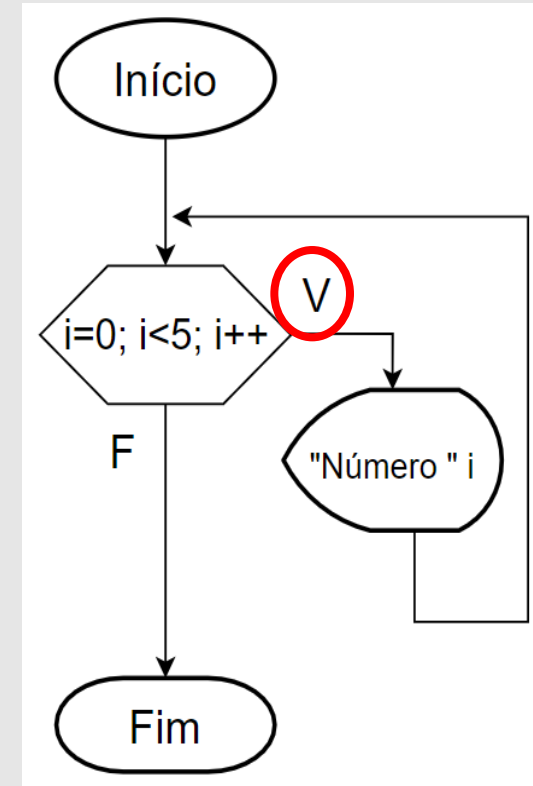 Início
V
i=0; i<5; i++
"Número " i
F
Fim